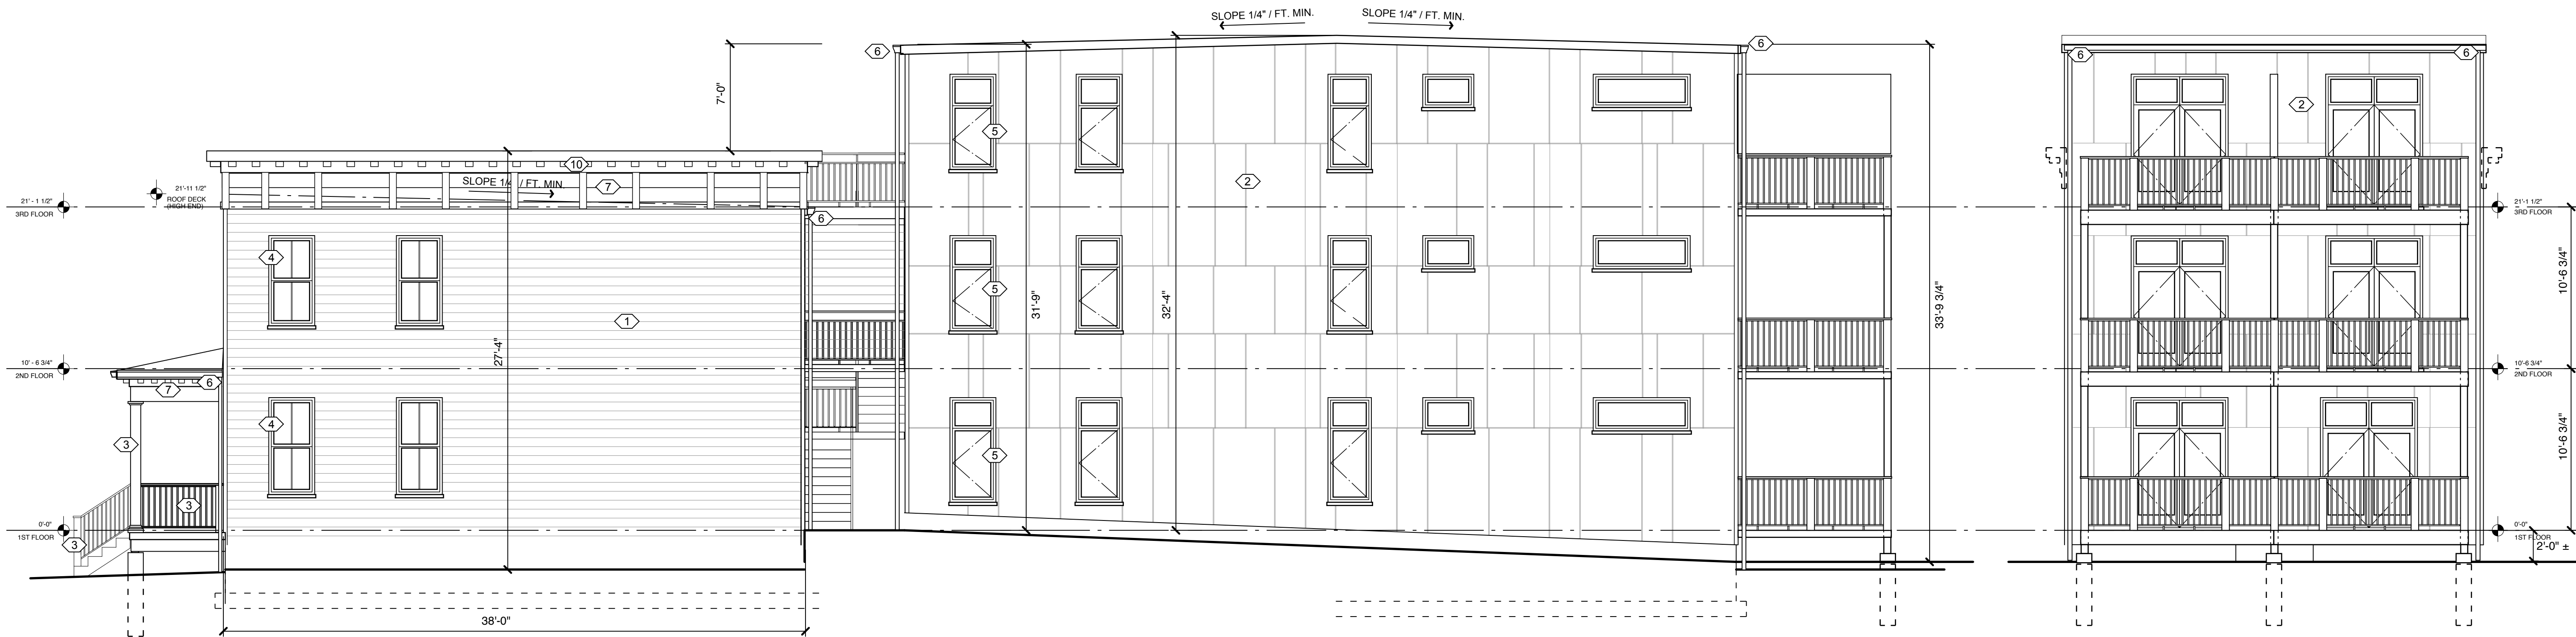 SLOPE 1/4" / FT. MIN.
SLOPE 1/4" / FT. MIN.
6
6
6
6
7'-0"
2
5
10
SLOPE 1/4" / FT. MIN.
7
21'-11 1/2"
ROOF DECK
(HIGH END)
2
21' - 1 1/2"
3RD FLOOR
21'-1 1/2"
3RD FLOOR
6
4
5
1
27'-4"
31'-9"
32'-4"
33'-9 3/4"
10'-6 3/4"
10' - 6 3/4"
2ND FLOOR
10'-6 3/4"
2ND FLOOR
7
6
4
3
5
10'-6 3/4"
3
0'-0"
1ST FLOOR
3
0'-0"
1ST FLOOR
2'-0" ±
38'-0"